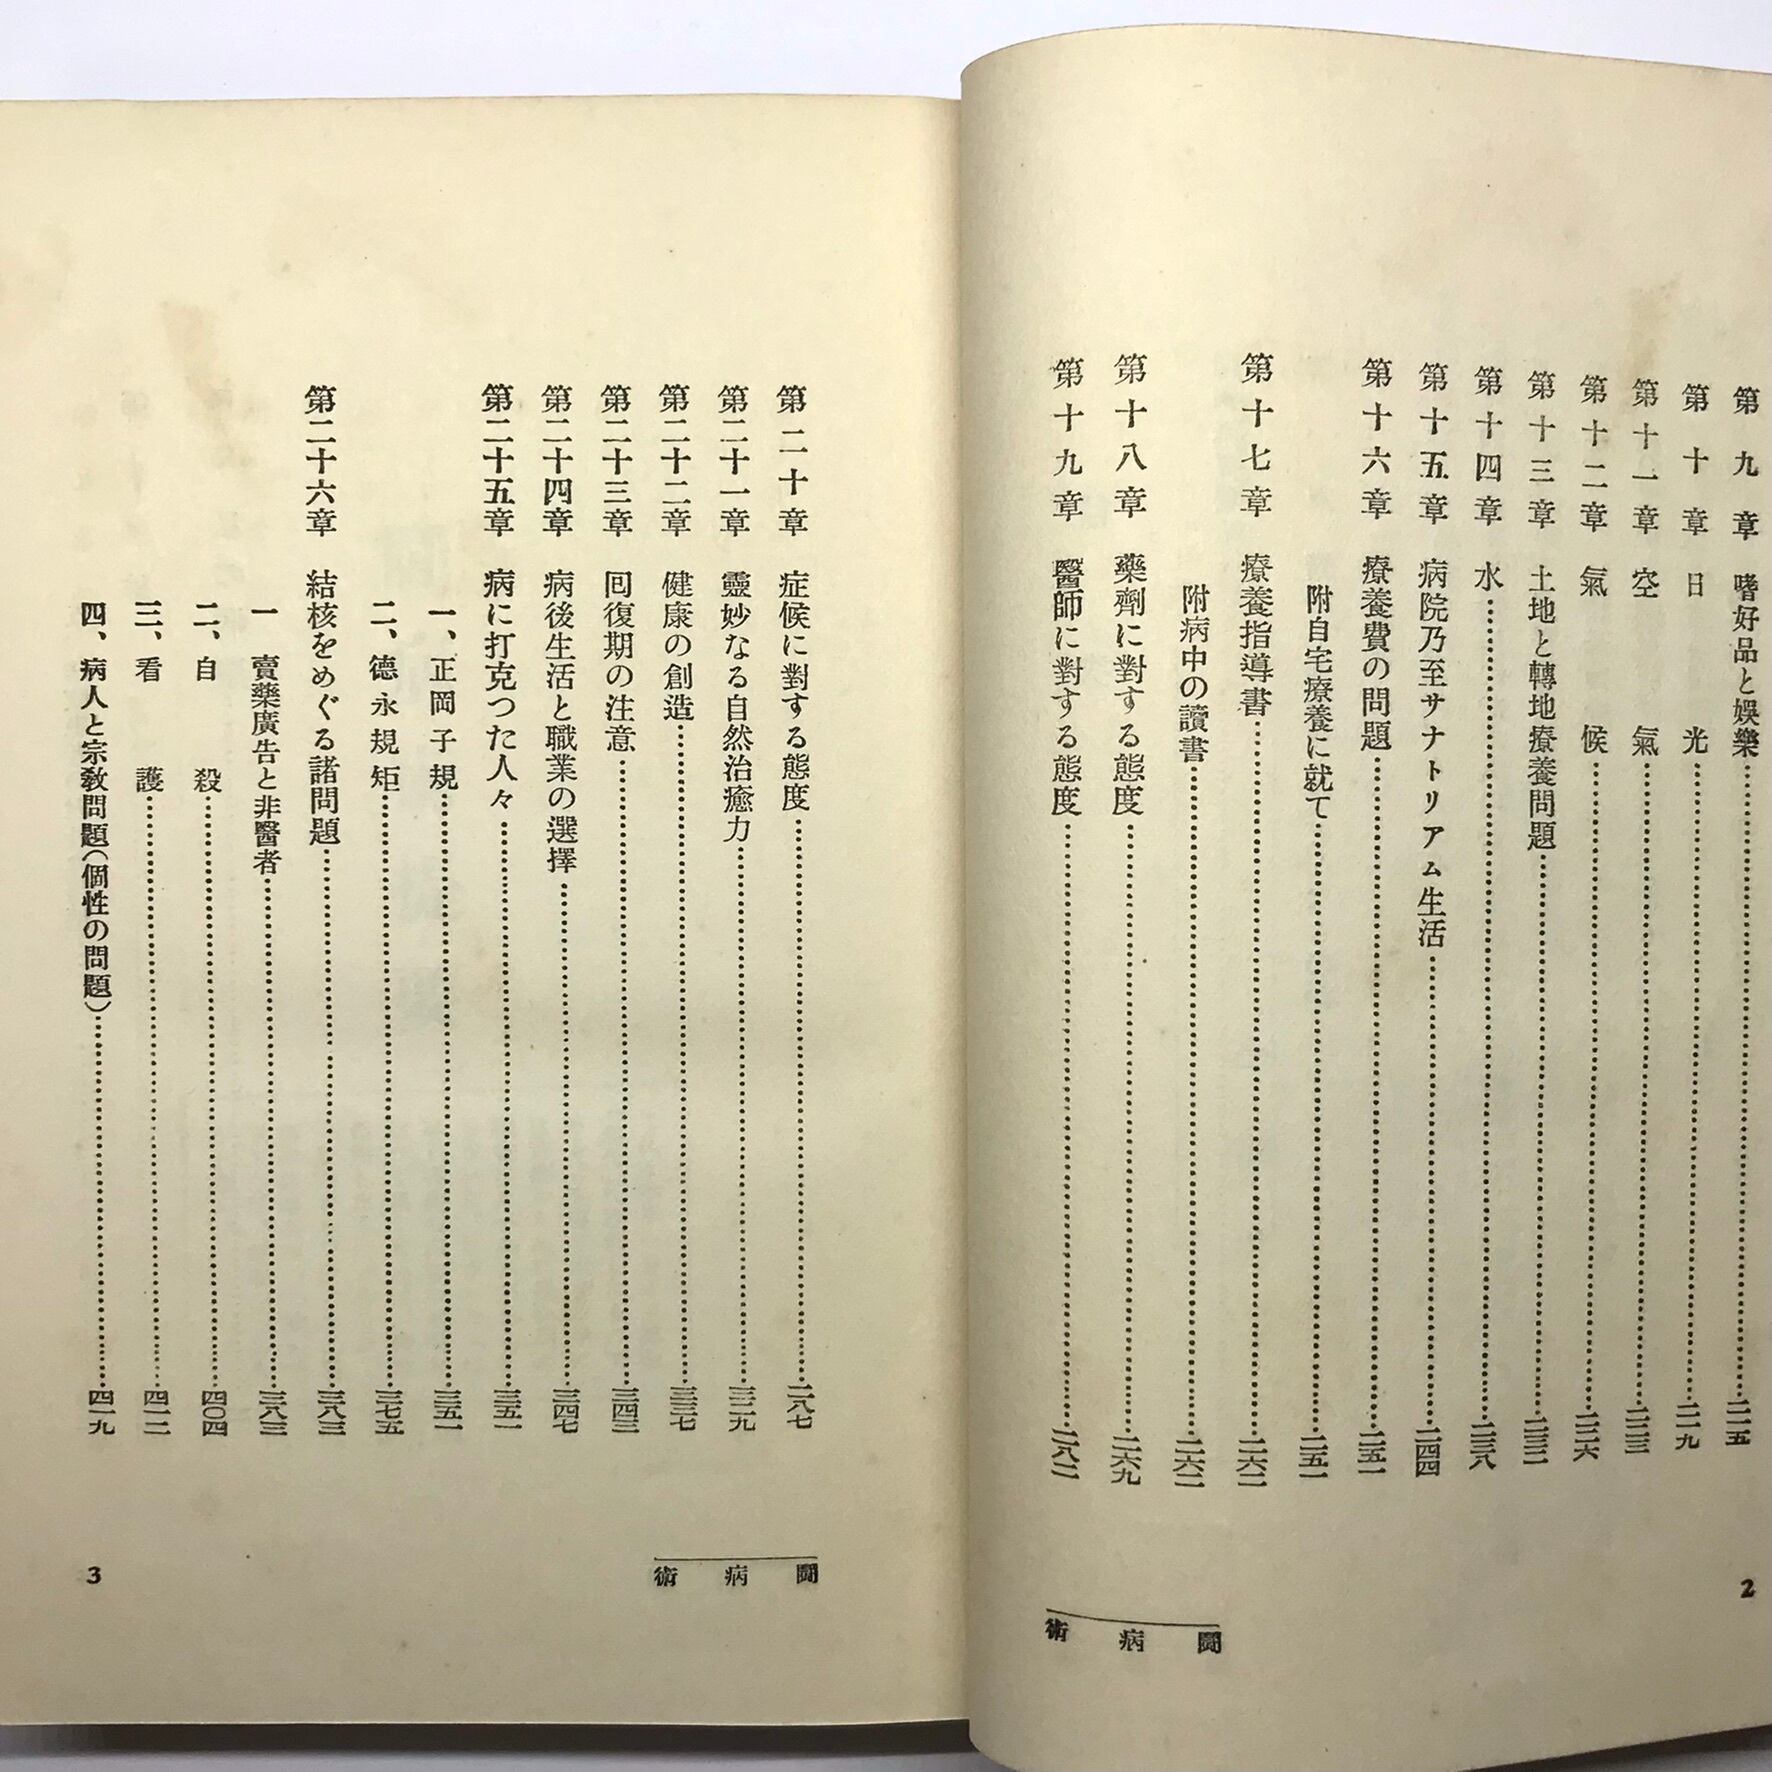 第九章 嗜好品と娯樂…二一五
第十章 日光…二一九
第十一章 空氣…二二三
第十二章 氣候…二二六
第十三章 土地と轉地療養問題…二三二
第十四章 水…二三八
第十五章 病院乃至サナトリアム生活…二四四
第十六章 療養費の問題…二五一
附自宅療養に就て…二五一
第十七章 療養指導書…二六二
附病中の讀書…二六二
第十八章 藥劑に對する態度…二六九
第十九章 醫師に對する態度…二八二
鬪病術
2
第二十章 症候に對する態度…二八七
第二十一章 靈妙なる自然治癒力…三二九
第二十二章 健康の創造…三三七
第二十三章 囘復期の注意…三四三
第二十四章 病後生活と職業の選擇…三四七
第二十五章 病に打克つた人々…三五一
一、正岡子規…三五一
二、德永規矩…三七五
第二十六章 結核をめぐる諸問題…三八三
一 賣藥廣告と非醫者…三八三
二、自殺…四〇四
三、看護…四一二
四、病人と宗敎問題(個性の問題)…四一九
鬪病術
3